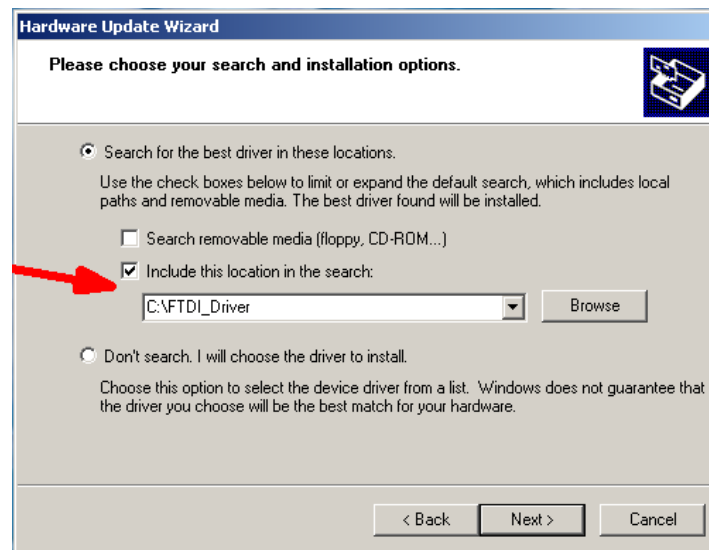 Hardware Update Wizard
Please choose your search and installation options.
Search for the best driver in these locations.
Use the check boxes below to limit or expand the default search, which includes local
paths and removable media. The best driver found will be installed.
Search removable media (floppy, CD-ROM...)
Include this location in the search:
C:\FTDI_Driver
Browse
Don't search. I will choose the driver to install.
Choose this option to select the device driver from a list.  Windows does not guarantee that
the driver you choose will be the best match for your hardware.
< Back
Next >
Cancel